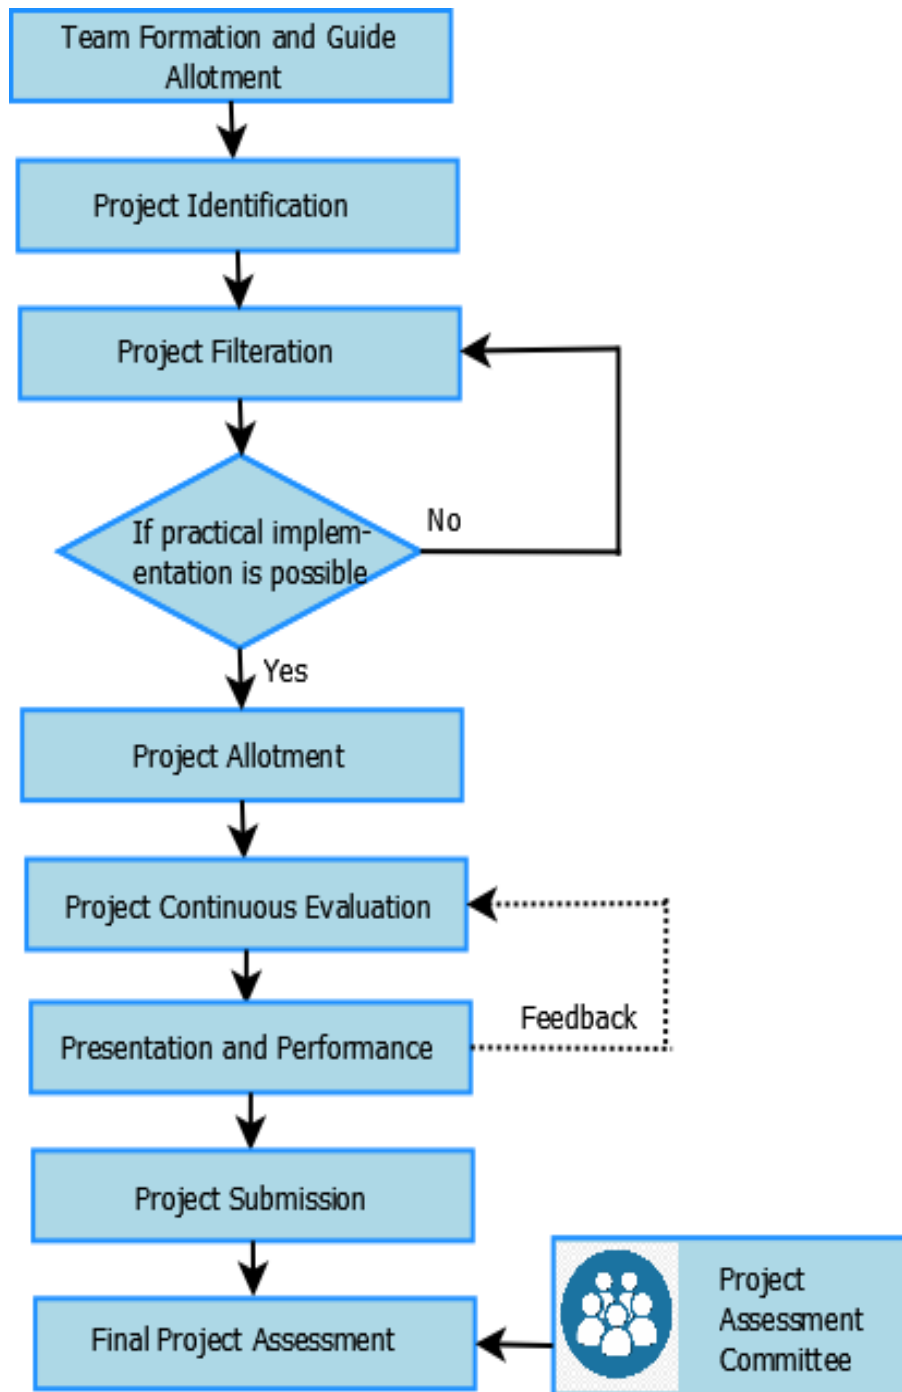 Team Formation and Guide
Allotment
Project Identification
Project Filteration
If practical implem-
entation is possible
No
Yes
Project Allotment
Project Continuous Evaluation
Feedback
Presentation and Performance
Project Submission
Final Project Assessment
Project
Assessment
Committee